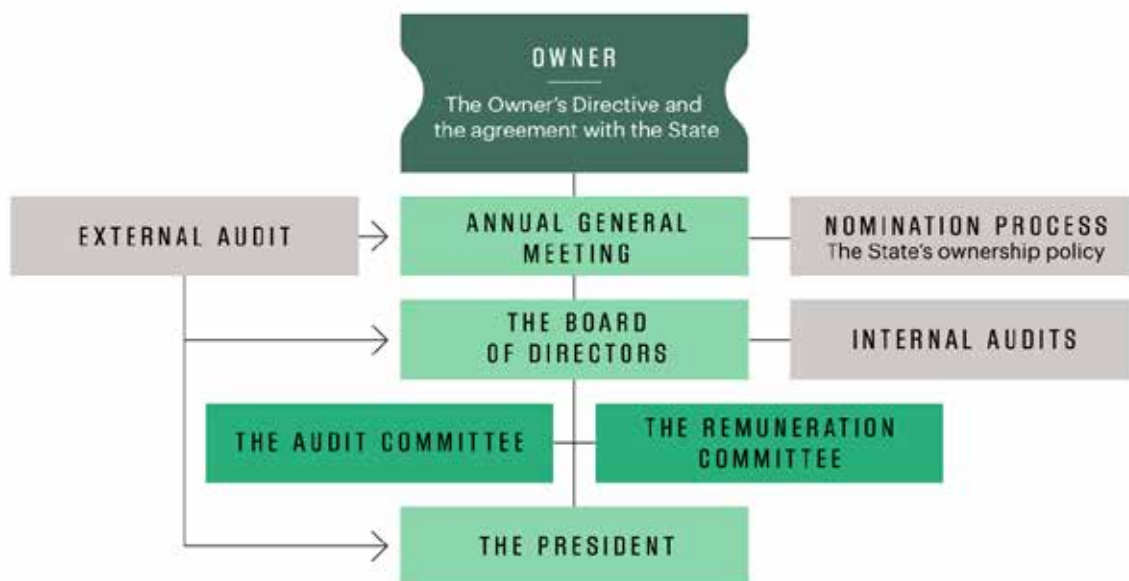 OWNER
The Owner's Directive and
the agreement with the State
EXTERNAL AUDIT
ANNUAL GENERAL
MEETING
NOMINATION PROCESS
The State's ownership policy
THE BOARD
OF DIRECTORS
INTERNAL AUDITS
THE AUDIT COMMITTEE
THE REMUNERATION
COMMITTEE
THE PRESIDENT